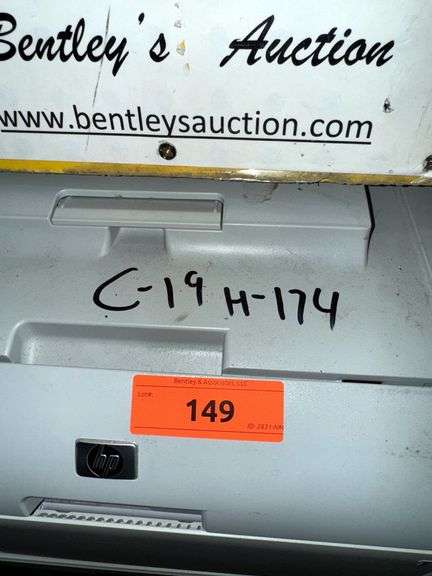 Bentley's Auction
www.bentleysauction.com
C-19 H-174
Bentley & Associates, LLC
Lot#:
149
hp